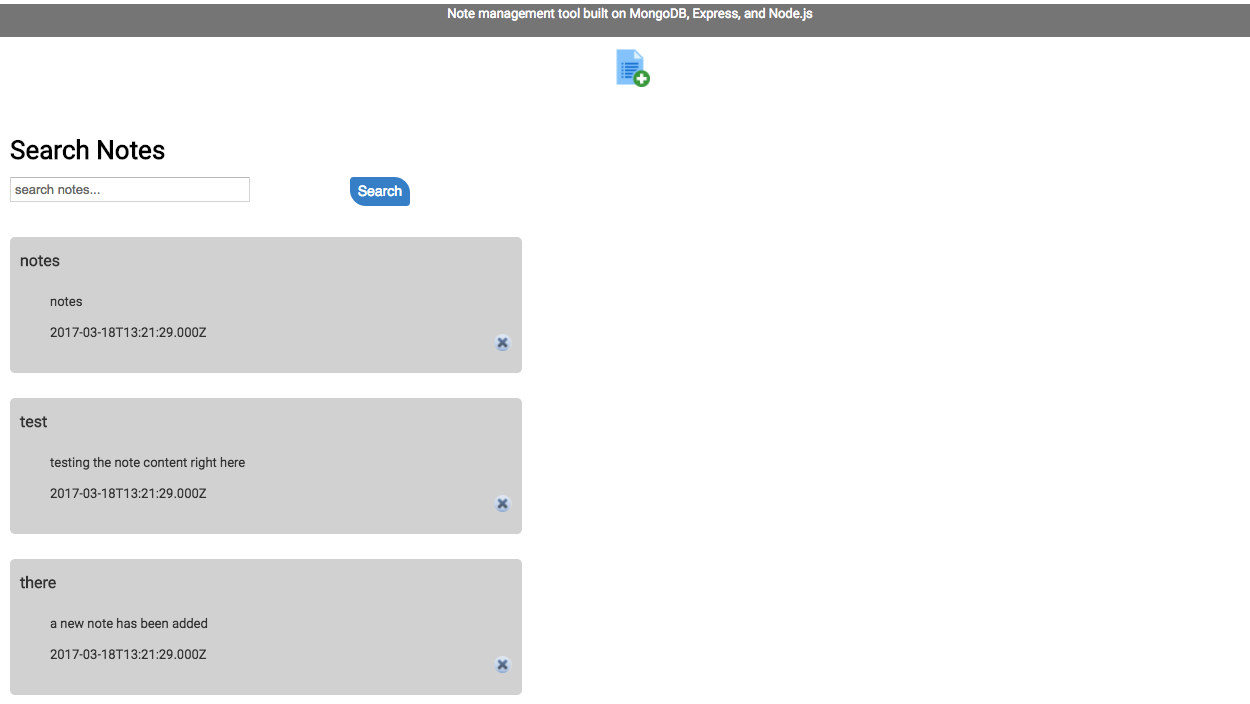 Note management tool built on MongoDB, Express, and Node.js
Search Notes
search notes...
Search
notes
notes
2017-03-18T13:21:29.000Z
test
testing the note content right here
2017-03-18T13:21:29.000Z
there
a new note has been added
2017-03-18T13:21:29.000Z